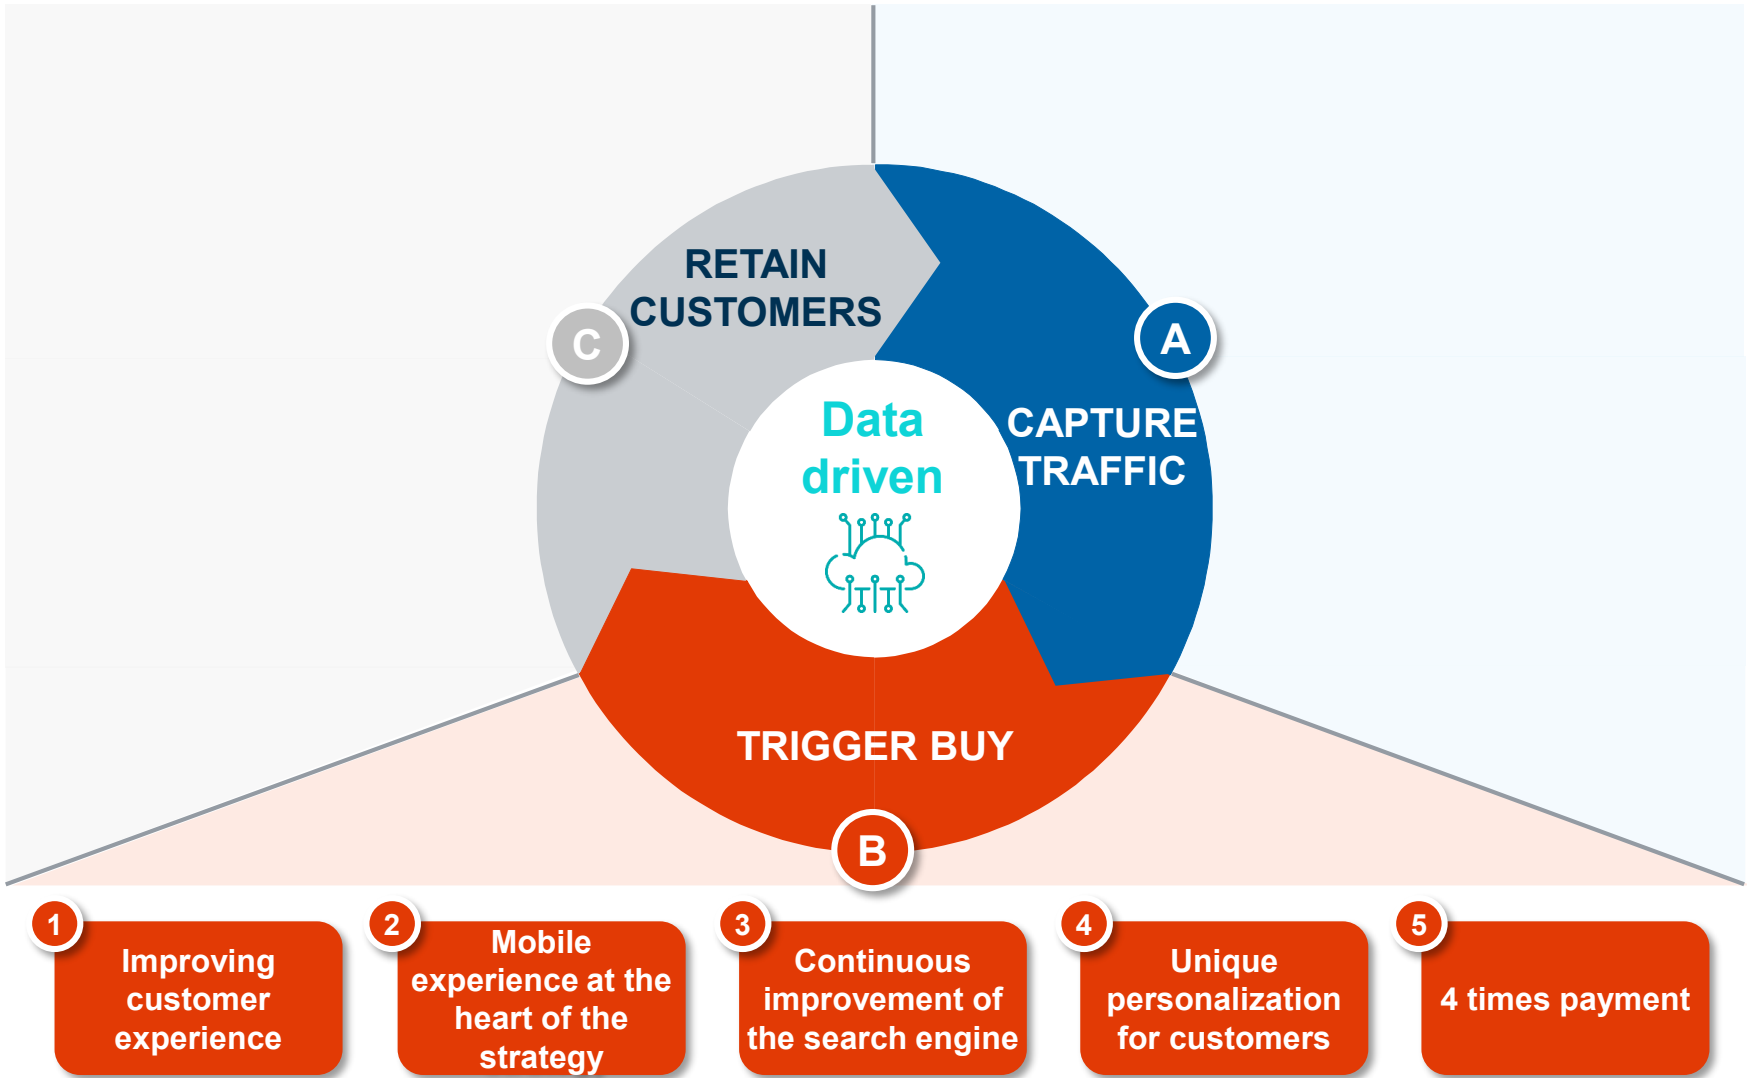 RETAIN
CUSTOMERS
C
A
CAPTURE
TRAFFIC
Data
driven
TRIGGER BUY
B
1
Improving
customer
experience
2
Mobile
experience at the
heart of the
strategy
3
Continuous
improvement of
the search engine
4
Unique
personalization
for customers
5
4 times payment